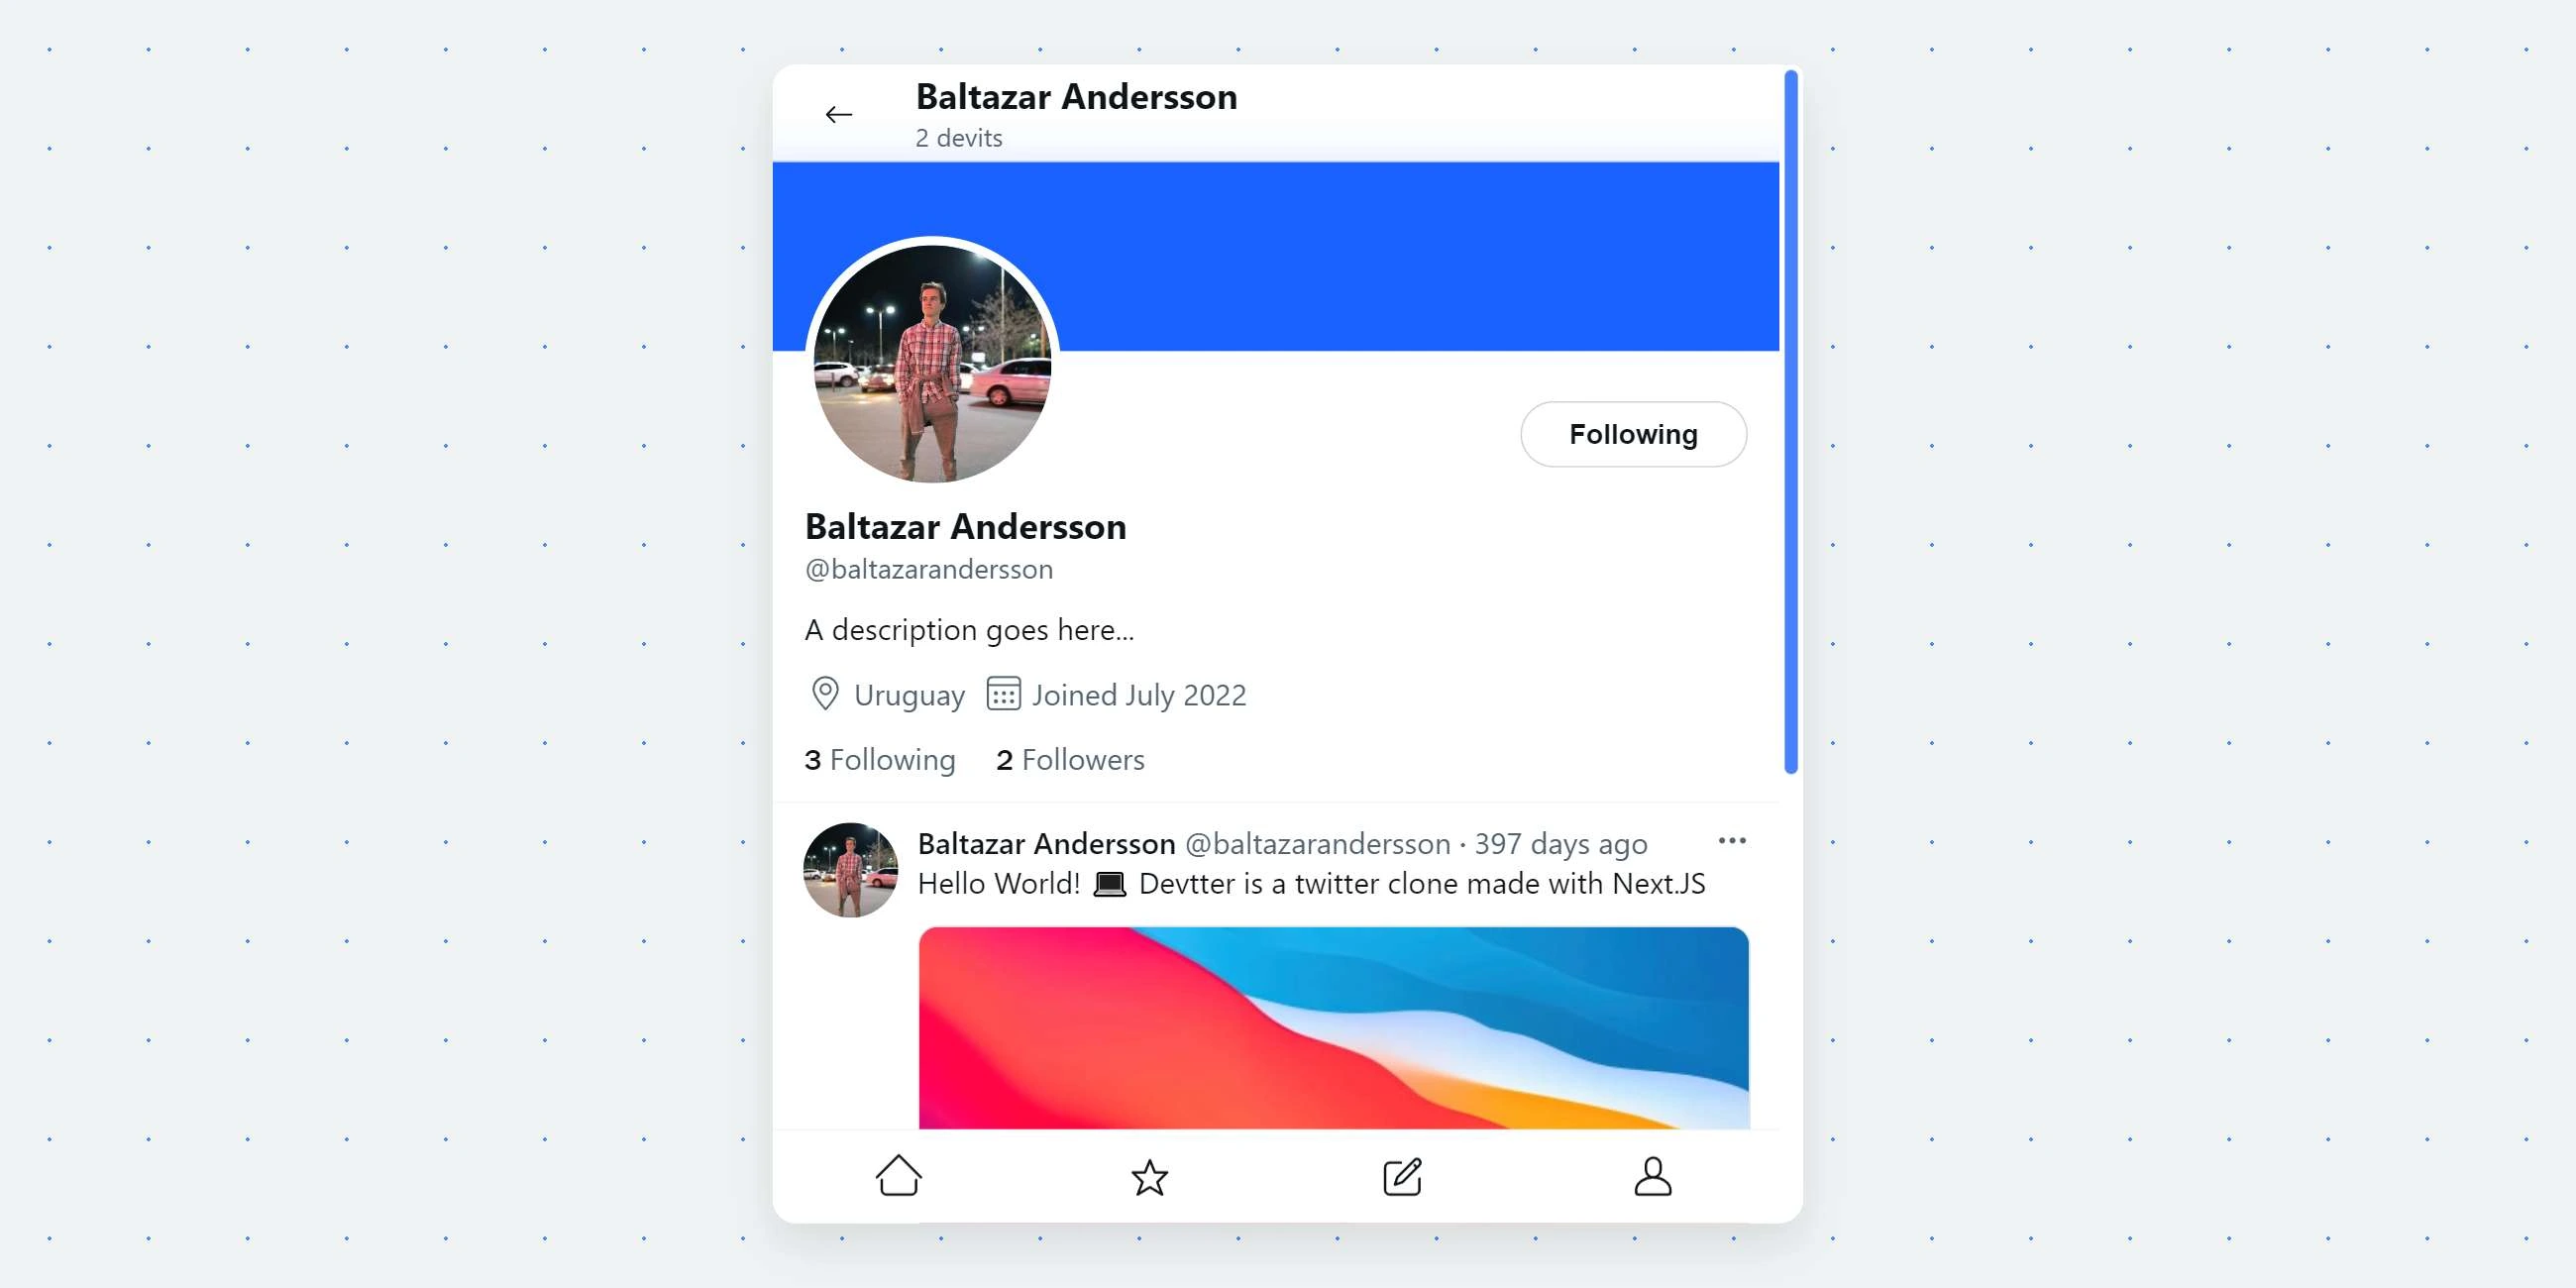 Baltazar Andersson
2 devits
Following
Baltazar Andersson
@baltazarandersson
A description goes here...
Uruguay Joined July 2022
3 Following 2 Followers
Baltazar Andersson @baltazarandersson · 397 days ago
Hello World! 💻 Devtter is a twitter clone made with Next.JS